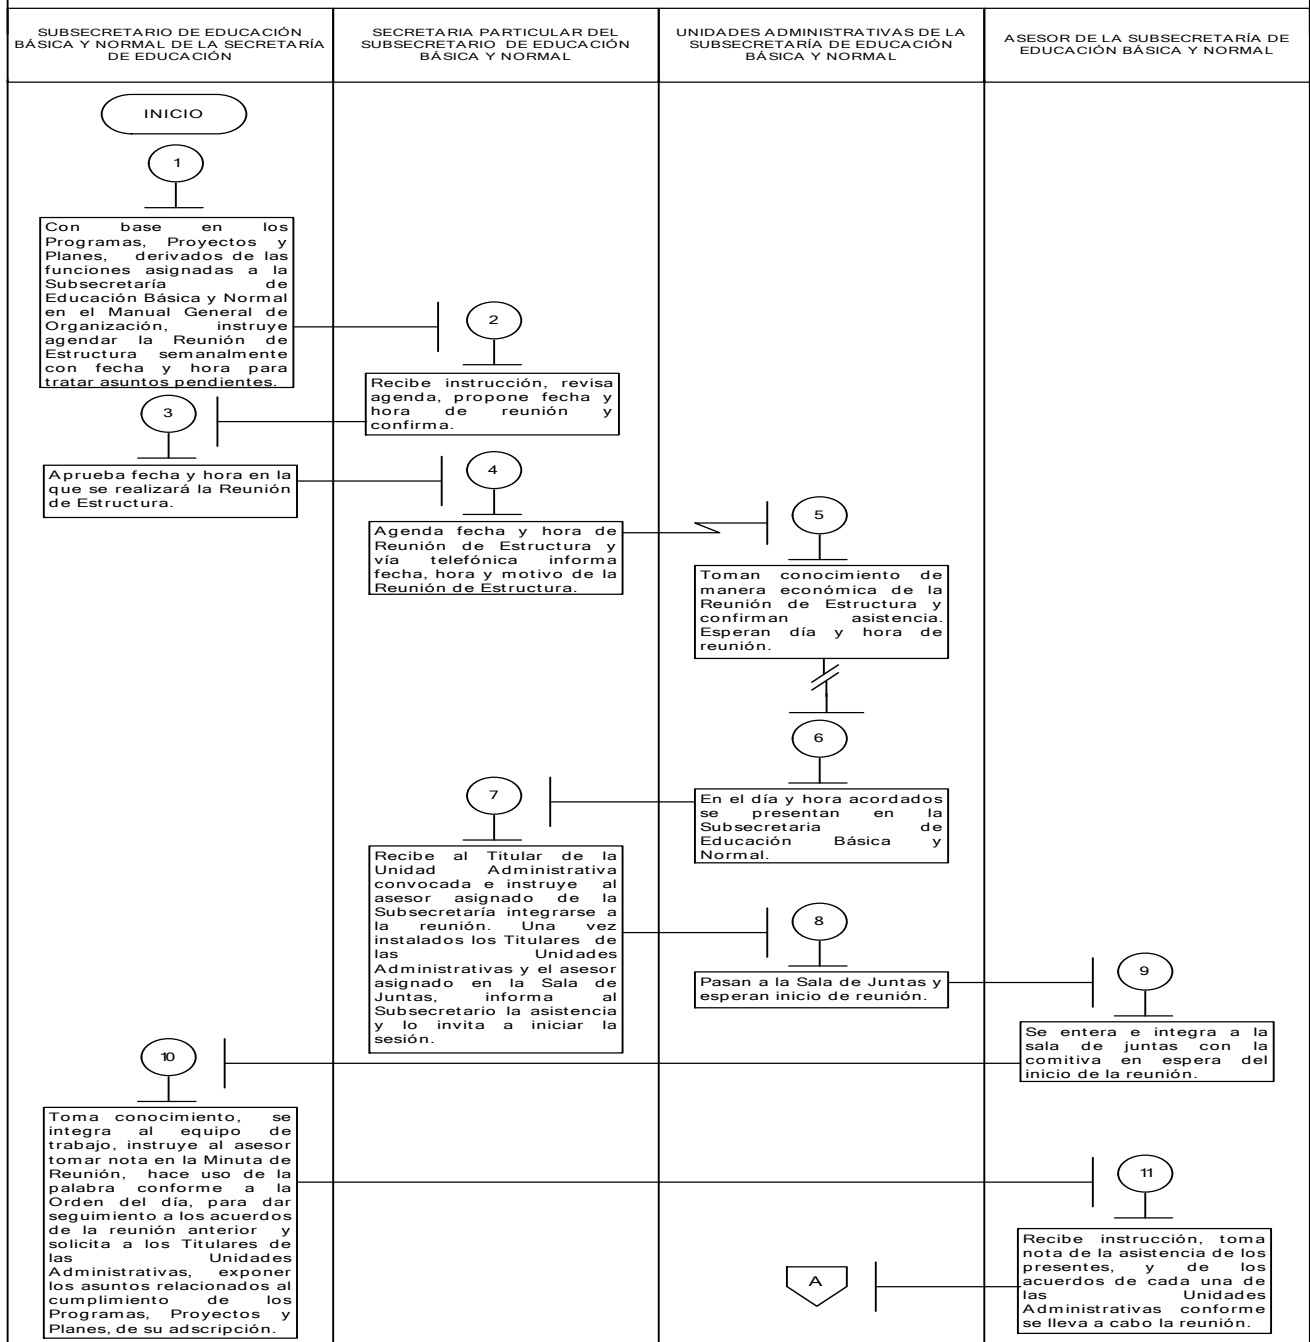 SUBSECRETARIO DE EDUCACIÓN
BÁSICA Y NORMAL DE LA SECRETARÍA
DE EDUCACIÓN
SECRETARIA PARTICULAR DEL
SUBSECRETARIO DE EDUCACIÓN
BÁSICA Y NORMAL
UNIDADES ADMINISTRATIVAS DE LA
SUBSECRETARÍA DE EDUCACIÓN
BÁSICA Y NORMAL
ASESOR DE LA SUBSECRETARÍA DE
EDUCACIÓN BÁSICA Y NORMAL
INICIO
1
Con base en los
Programas, Proyectos y
Planes, derivados de las
funciones asignadas a la
Subsecretaría de
Educación Básica y Normal
en el Manual General de
Organización, instruye
agendar la Reunión de
Estructura semanalmente
con fecha y hora para
tratar asuntos pendientes.
2
Recibe instrucción, revisa
agenda, propone fecha y
hora de reunión y
confirma.
3
Aprueba fecha y hora en la
que se realizará la Reunión
de Estructura.
4
Agenda fecha y hora de
Reunión de Estructura y
vía telefónica informa
fecha, hora y motivo de la
Reunión de Estructura.
5
Toman conocimiento de
manera económica de la
Reunión de Estructura y
confirman asistencia.
Esperan día y hora de
reunión.
6
En el día y hora acordados
se presentan en la
Subsecretaria de
Educación Básica y
Normal.
7
Recibe al Titular de la
Unidad Administrativa
convocada e instruye al
asesor asignado de la
Subsecretaría integrarse a
la reunión. Una vez
instalados los Titulares de
las Unidades
Administrativas y el asesor
asignado en la Sala de
Juntas, informa al
Subsecretario la asistencia
y lo invita a iniciar la
sesión.
8
Pasan a la Sala de Juntas y
esperan inicio de reunión.
9
Se entera e integra a la
sala de juntas con la
comitiva en espera del
inicio de la reunión.
10
Toma conocimiento, se
integra al equipo de
trabajo, instruye al asesor
tomar nota en la Minuta de
Reunión, hace uso de la
palabra conforme a la
Orden del día, para dar
seguimiento a los acuerdos
de la reunión anterior y
solicita a los Titulares de
las Unidades
Administrativas, exponer
los asuntos relacionados al
cumplimiento de los
Programas, Proyectos y
Planes, de su adscripción.
11
Recibe instrucción, toma
nota de la asistencia de los
presentes, y de los
acuerdos de cada una de
las Unidades
Administrativas conforme
se lleva a cabo la reunión.
A